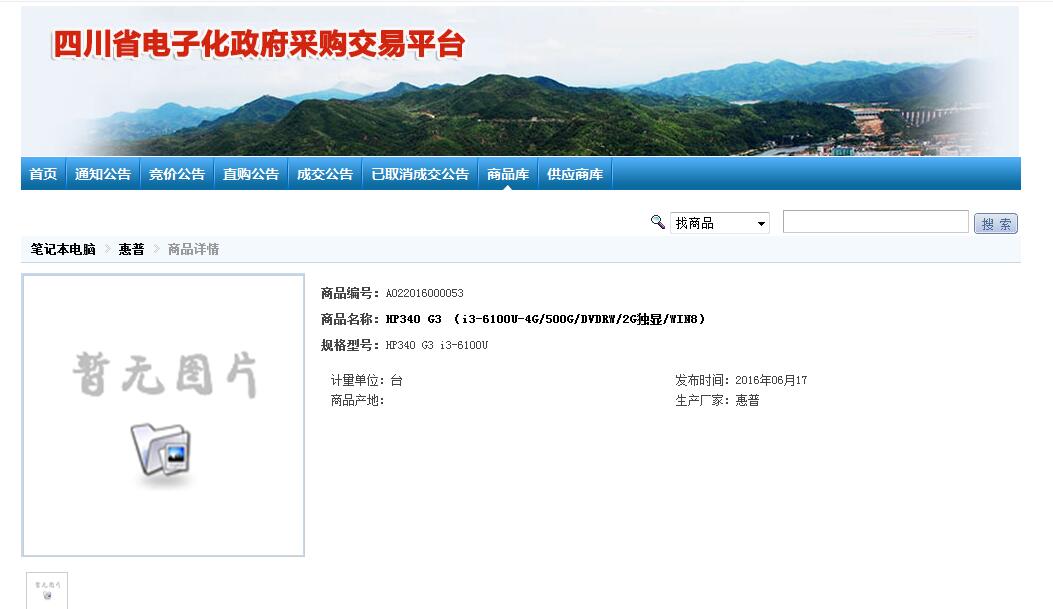 四川省电子化政府采购交易平台
首页 通知公告 竞价公告 直购公告 成交公告 已取消成交公告 商品库 供应商库
找商品 搜 索
笔记本电脑 惠普 商品详情
商品编号：A022016000053
商品名称：HP340 G3 （i3-6100U-4G/500G/DVDRW/2G独显/WIN8）
规格型号：HP340 G3 i3-6100U
计量单位：台 发布时间：2016年06月17
商品产地： 生产厂家：惠普
暂无图片
暂无图片